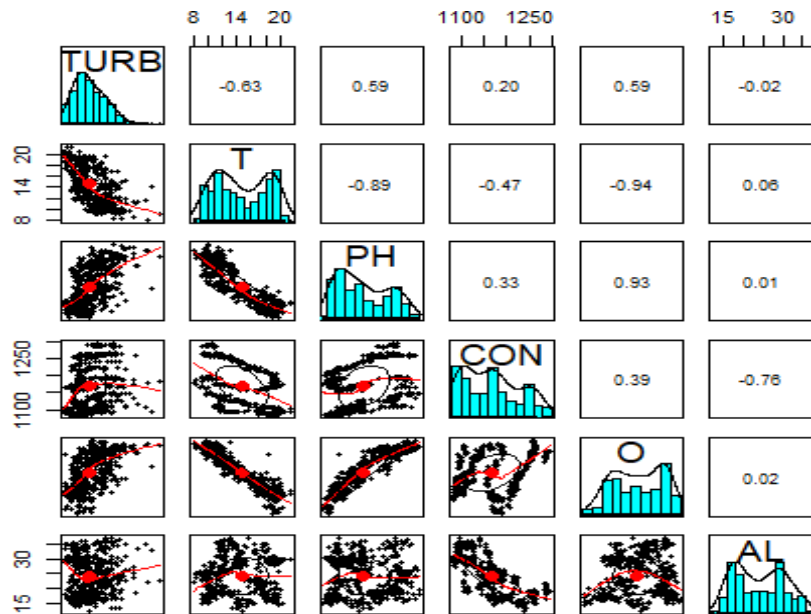 8 14 20 1100 1250 15 30
TURB -0.63 0.59 0.20 0.59 -0.02
8 14 20 T -0.89 -0.47 -0.94 0.06
PH 0.33 0.93 0.01
1100 1250 CON 0.39 -0.76
O 0.02
15 30 AL